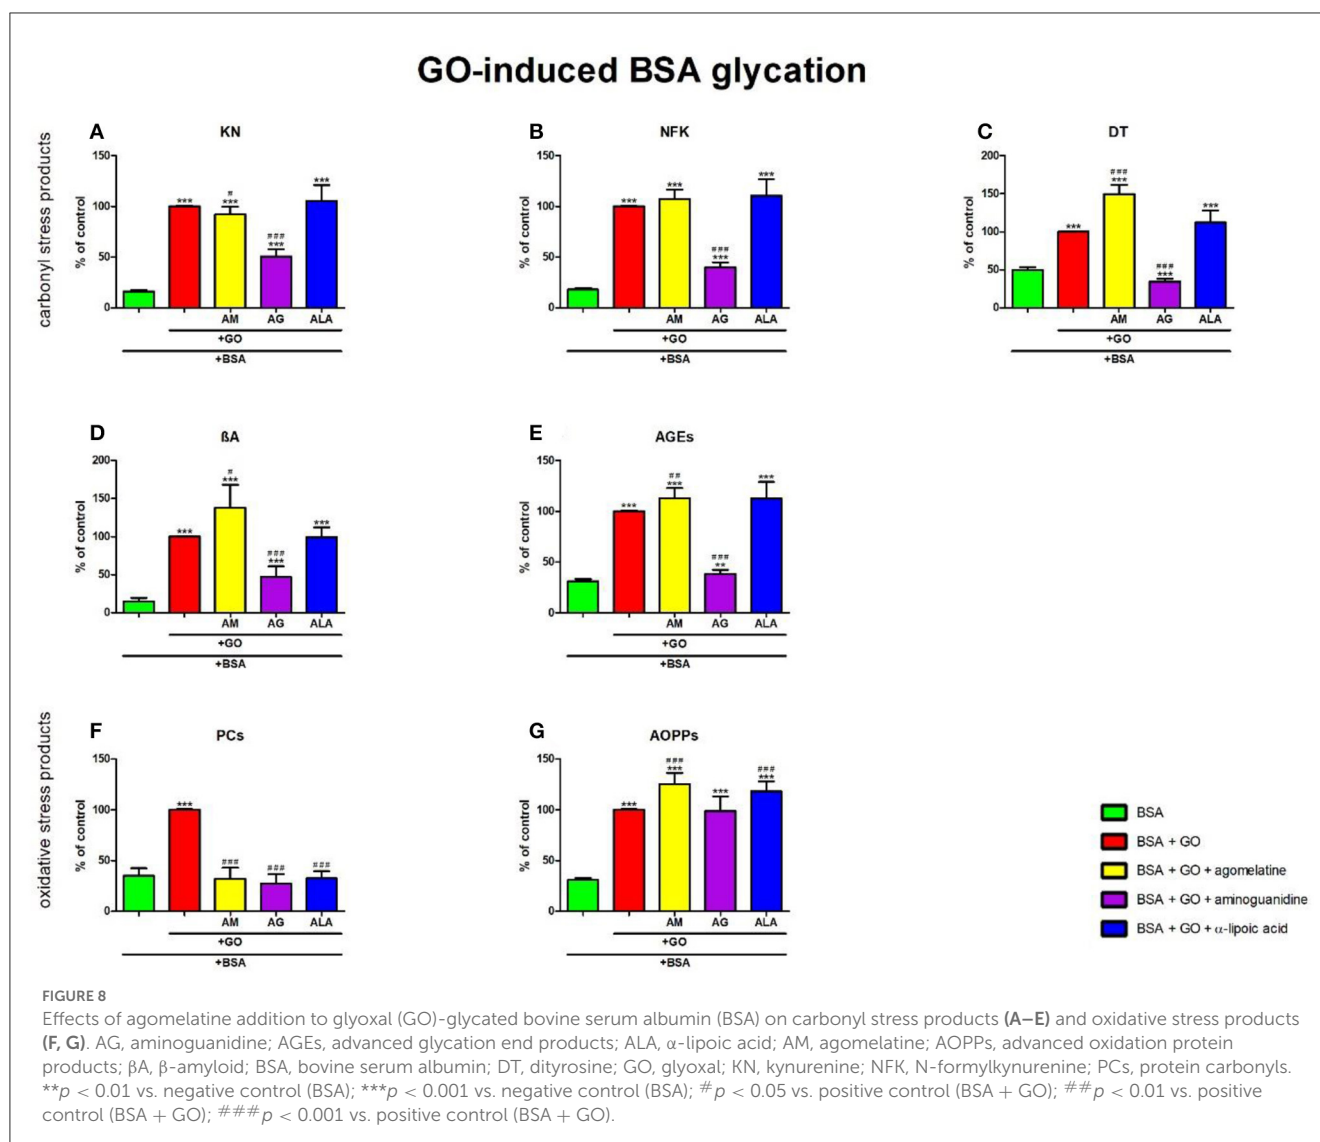 GO-induced BSA glycation
carbonyl stress products
A
KN
% of control
150
100
50
0
***
#
***
###
***
***
AM AG ALA
+GO
+BSA
B
NFK
% of control
150
100
50
0
***
***
###
***
***
AM AG ALA
+GO
+BSA
C
DT
% of control
200
150
100
50
0
***
###
***
###
***
***
AM AG ALA
+GO
+BSA
D
ßA
% of control
200
150
100
50
0
***
#
***
###
***
***
AM AG ALA
+GO
+BSA
E
AGEs
% of control
150
100
50
0
***
##
***
###
**
***
AM AG ALA
+GO
+BSA
oxidative stress products
F
PCs
% of control
150
100
50
0
***
###
###
###
AM AG ALA
+GO
+BSA
G
AOPPs
% of control
150
100
50
0
***
###
***
***
###
***
AM AG ALA
+GO
+BSA
BSA
BSA + GO
BSA + GO + agomelatine
BSA + GO + aminoguanidine
BSA + GO + α-lipoic acid
FIGURE 8
Effects of agomelatine addition to glyoxal (GO)-glycated bovine serum albumin (BSA) on carbonyl stress products (A–E) and oxidative stress products
(F, G). AG, aminoguanidine; AGEs, advanced glycation end products; ALA, α-lipoic acid; AM, agomelatine; AOPPs, advanced oxidation protein
products; βA, β-amyloid; BSA, bovine serum albumin; DT, dityrosine; GO, glyoxal; KN, kynurenine; NFK, N-formylkynurenine; PCs, protein carbonyls.
**p < 0.01 vs. negative control (BSA); ***p < 0.001 vs. negative control (BSA); #p < 0.05 vs. positive control (BSA + GO); ##p < 0.01 vs. positive
control (BSA + GO); ###p < 0.001 vs. positive control (BSA + GO).